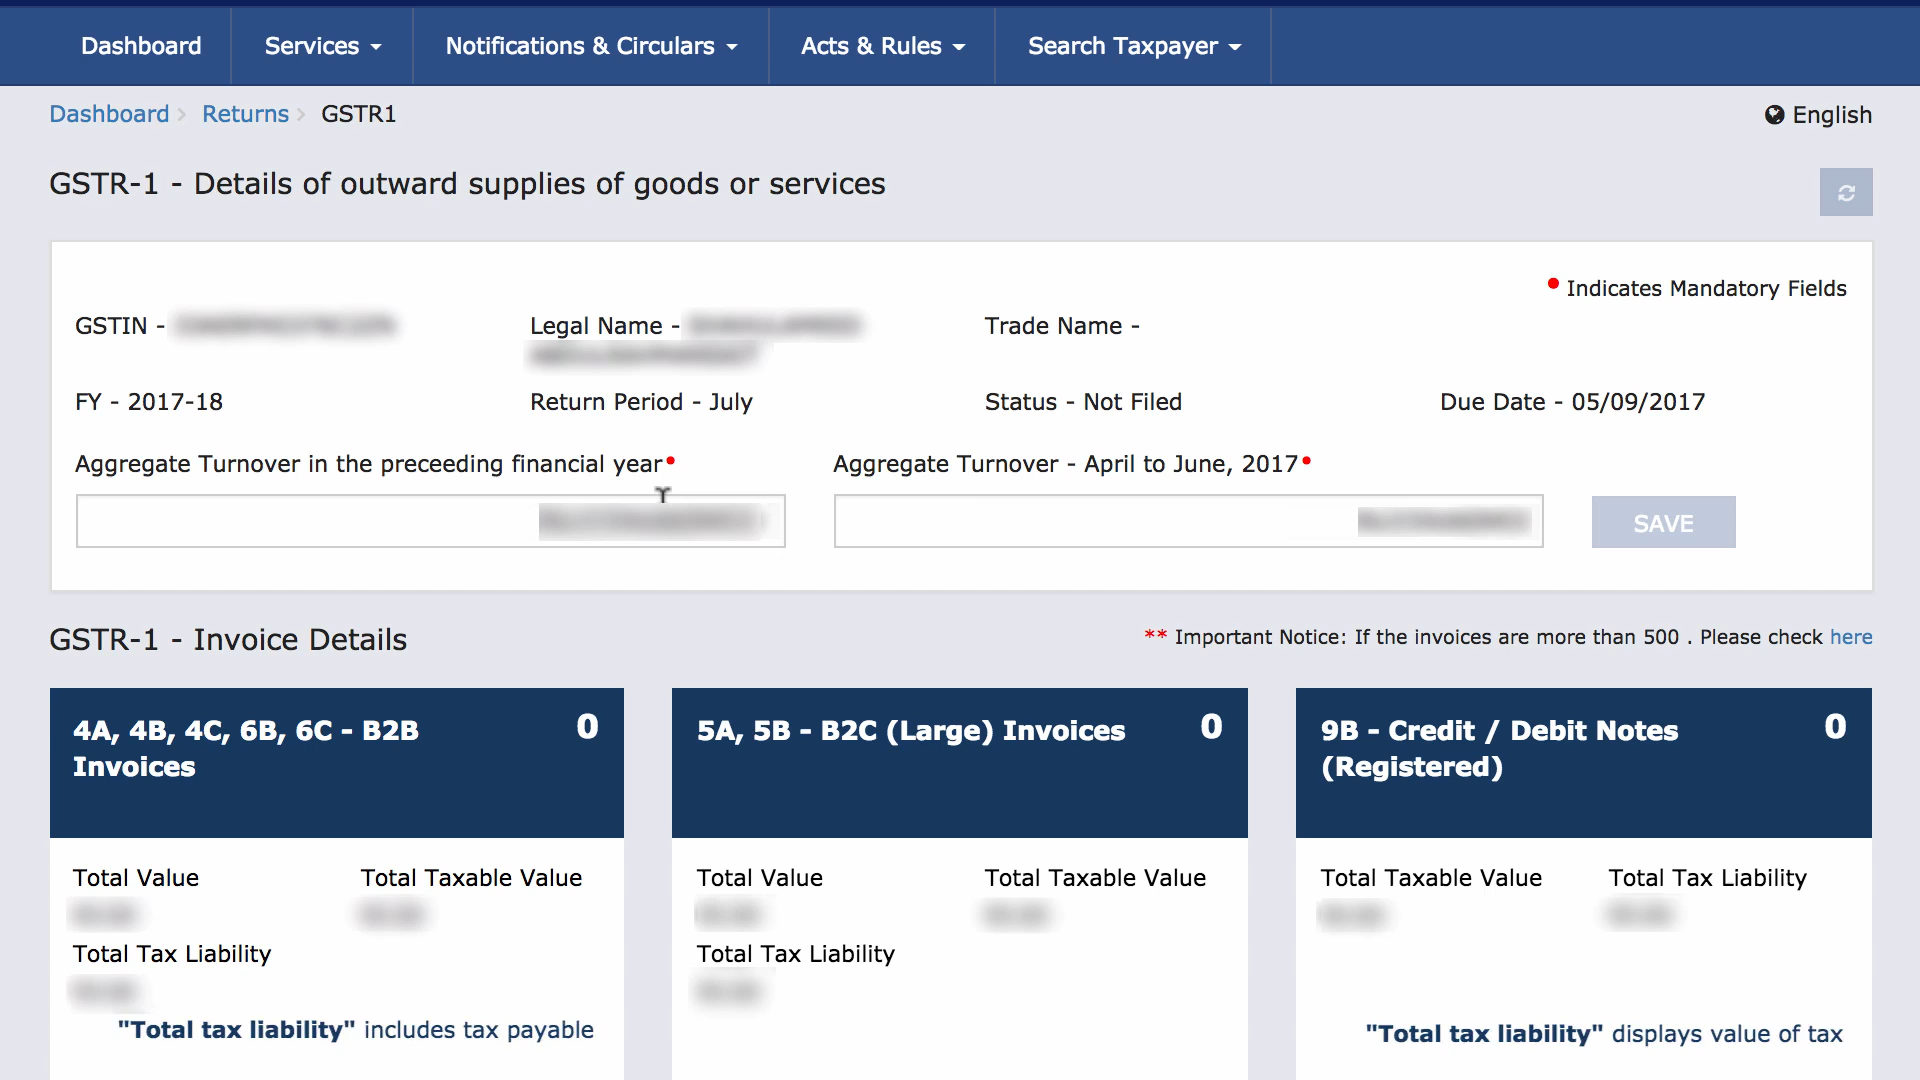 Dashboard Services Notifications & Circulars Acts & Rules Search Taxpayer
Dashboard Returns GSTR1 English
GSTR-1 - Details of outward supplies of goods or services
Indicates Mandatory Fields
GSTIN - Legal Name - Trade Name -
FY - 2017-18 Return Period - July Status - Not Filed Due Date - 05/09/2017
Aggregate Turnover in the preceeding financial year• Aggregate Turnover - April to June, 2017•
SAVE
GSTR-1 - Invoice Details ** Important Notice: If the invoices are more than 500 . Please check here
4A, 4B, 4C, 6B, 6C - B2B 0
Invoices
Total Value Total Taxable Value
Total Tax Liability
"Total tax liability" includes tax payable
5A, 5B - B2C (Large) Invoices 0
Total Value Total Taxable Value
Total Tax Liability
9B - Credit / Debit Notes 0
(Registered)
Total Taxable Value Total Tax Liability
"Total tax liability" displays value of tax